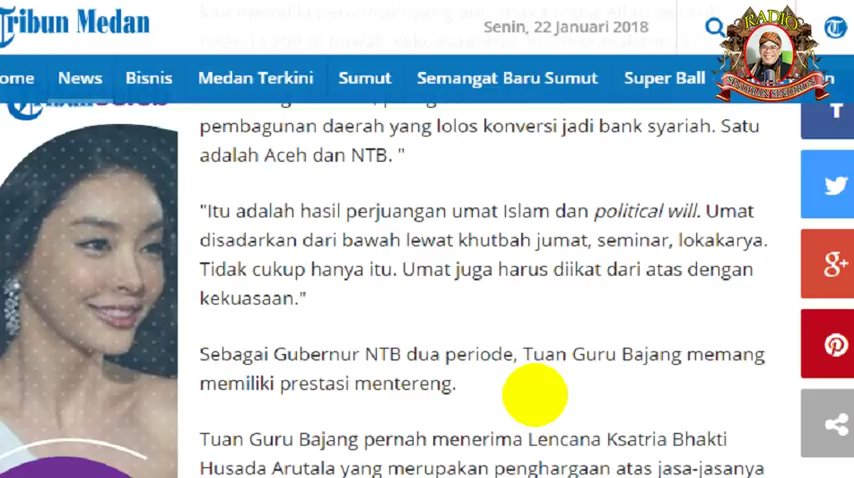 Tribun Medan
Senin, 22 Januari 2018
ome News Bisnis Medan Terkini Sumut Semangat Baru Sumut Super Ball
RADIO
pembagunan daerah yang lolos konversi jadi bank syariah. Satu
adalah Aceh dan NTB. "
"Itu adalah hasil perjuangan umat Islam dan political will. Umat
disadarkan dari bawah lewat khutbah jumat, seminar, lokakarya.
Tidak cukup hanya itu. Umat juga harus diikat dari atas dengan
kekuasaan."
Sebagai Gubernur NTB dua periode, Tuan Guru Bajang memang
memiliki prestasi mentereng.
Tuan Guru Bajang pernah menerima Lencana Ksatria Bhakti
Husada Arutala yang merupakan penghargaan atas jasa-jasanya